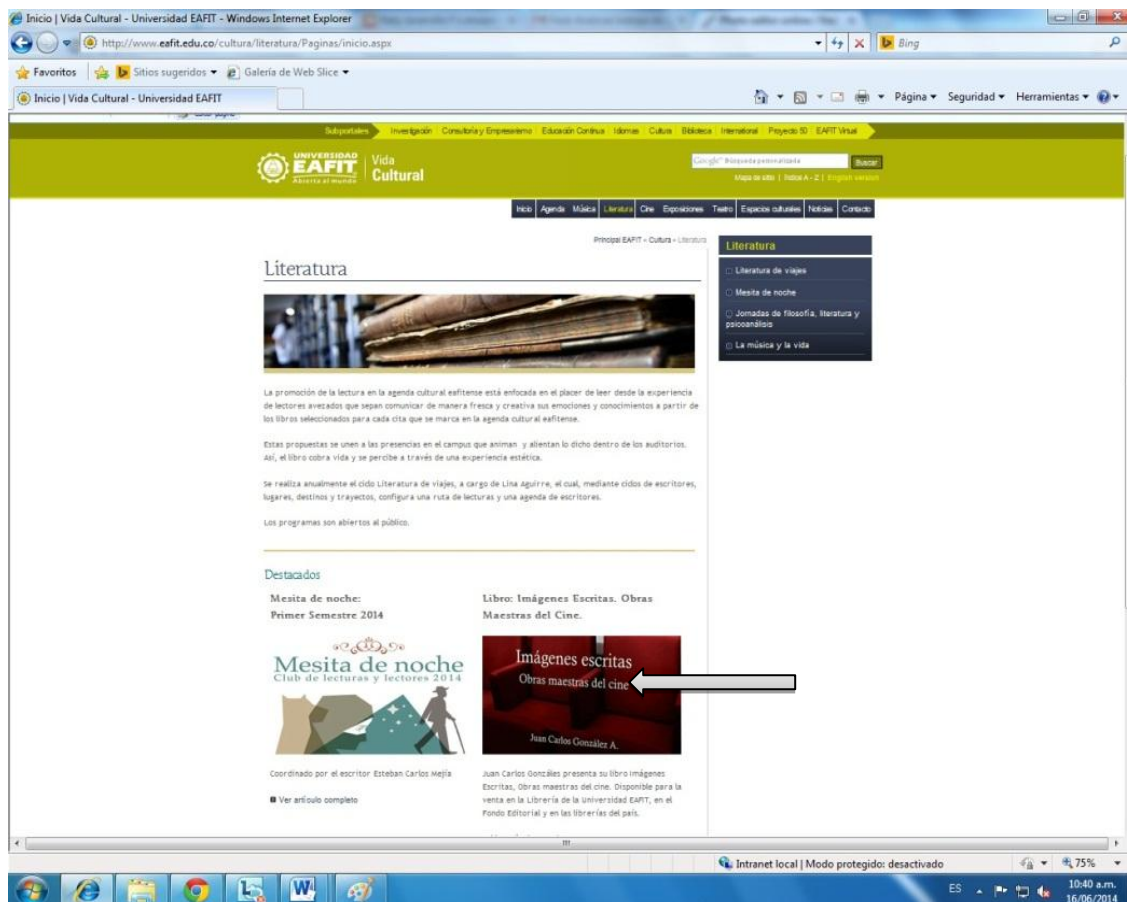 Inicio | Vida Cultural - Universidad EAFIT - Windows Internet Explorer
http://www.eafit.edu.co/cultura/literatura/Paginas/inicio.aspx
Bing
Favoritos Sitios sugeridos Galería de Web Slice
Inicio | Vida Cultural - Universidad EAFIT
Página Seguridad Herramientas
Subportales Investigación Consultoría y Empresarismo Educación Continua Idiomas Cultura Biblioteca International Proyecto 50 EAFIT Virtual
UNIVERSIDAD
EAFIT
Abierta al mundo
Vida
Cultural
Google Búsqueda personalizada Buscar
Mapa de sitio | Índice A - Z | English version
Inicio Agenda Música Literatura Cine Exposiciones Teatro Espacios culturales Noticias Contacto
Principal EAFIT » Cultura » Literatura
Literatura
Literatura
Literatura de viajes
Mesita de noche
Jornadas de filosofía, literatura y
psicoanálisis
La música y la vida
La promoción de la lectura en la agenda cultural eafitense está enfocada en el placer de leer desde la experiencia
de lectores avezados que sepan comunicar de manera fresca y creativa sus emociones y conocimientos a partir de
los libros seleccionados para cada cita que se marca en la agenda cultural eafitense.
Estas propuestas se unen a las presencias en el campus que animan y alientan lo dicho dentro de los auditorios.
Así, el libro cobra vida y se percibe a través de una experiencia estética.
Se realiza anualmente el ciclo Literatura de viajes, a cargo de Lina Aguirre, el cual, mediante ciclos de escritores,
lugares, destinos y trayectos, configura una ruta de lecturas y una agenda de escritores.
Los programas son abiertos al público.
Destacados
Mesita de noche:
Primer Semestre 2014
Mesita de noche
Club de lecturas y lectores 2014
Coordinado por el escritor Esteban Carlos Mejía
Ver artículo completo
Libro: Imágenes Escritas. Obras
Maestras del Cine.
Imágenes escritas
Obras maestras del cine
Juan Carlos González A.
Juan Carlos Gonzáles presenta su libro Imágenes
Escritas, Obras maestras del cine. Disponible para la
venta en la Librería de la Universidad EAFIT, en el
Fondo Editorial y en las librerías del país.
Intranet local | Modo protegido: desactivado
75%
ES
10:40 a.m.
16/06/2014